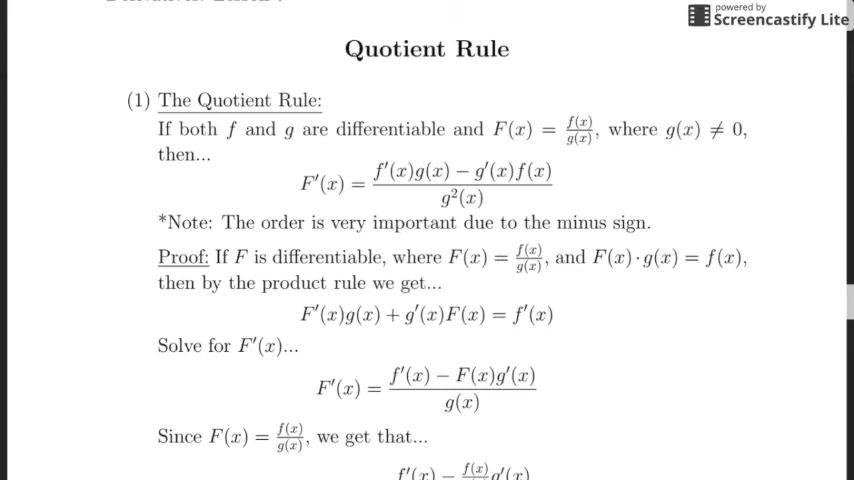 powered by
Screencastify Lite
Quotient Rule
(1) The Quotient Rule:
If both f and g are differentiable and F(x) = f(x)/g(x), where g(x) ≠ 0,
then...
F′(x) = (f′(x)g(x) − g′(x)f(x))/g²(x)
*Note: The order is very important due to the minus sign.
Proof: If F is differentiable, where F(x) = f(x)/g(x), and F(x)·g(x) = f(x),
then by the product rule we get...
F′(x)g(x) + g′(x)F(x) = f′(x)
Solve for F′(x)...
F′(x) = (f′(x) − F(x)g′(x))/g(x)
Since F(x) = f(x)/g(x), we get that...
f′(x) − f(x) g′(x)